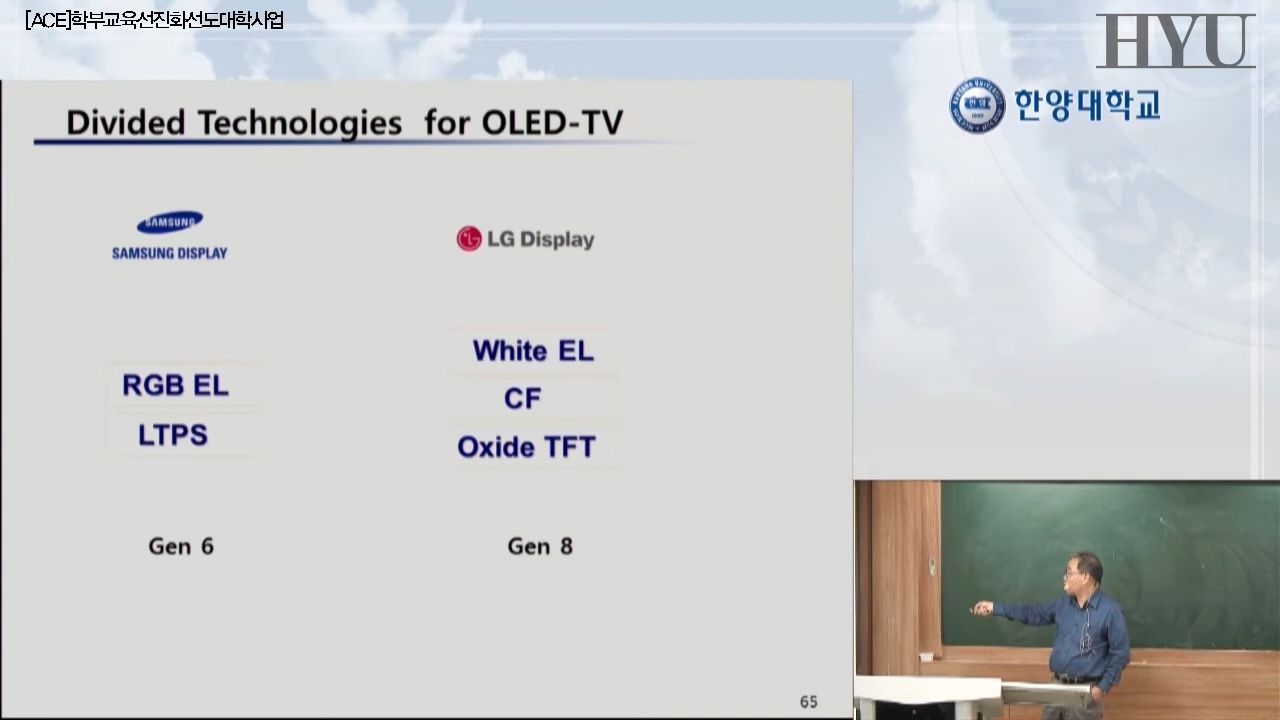 [ACE]학부교육선진화선도대학사업
HYU
한양대학교
Divided Technologies for OLED-TV
SAMSUNG
SAMSUNG DISPLAY
LG Display
RGB EL
LTPS
White EL
CF
Oxide TFT
Gen 6
Gen 8
65